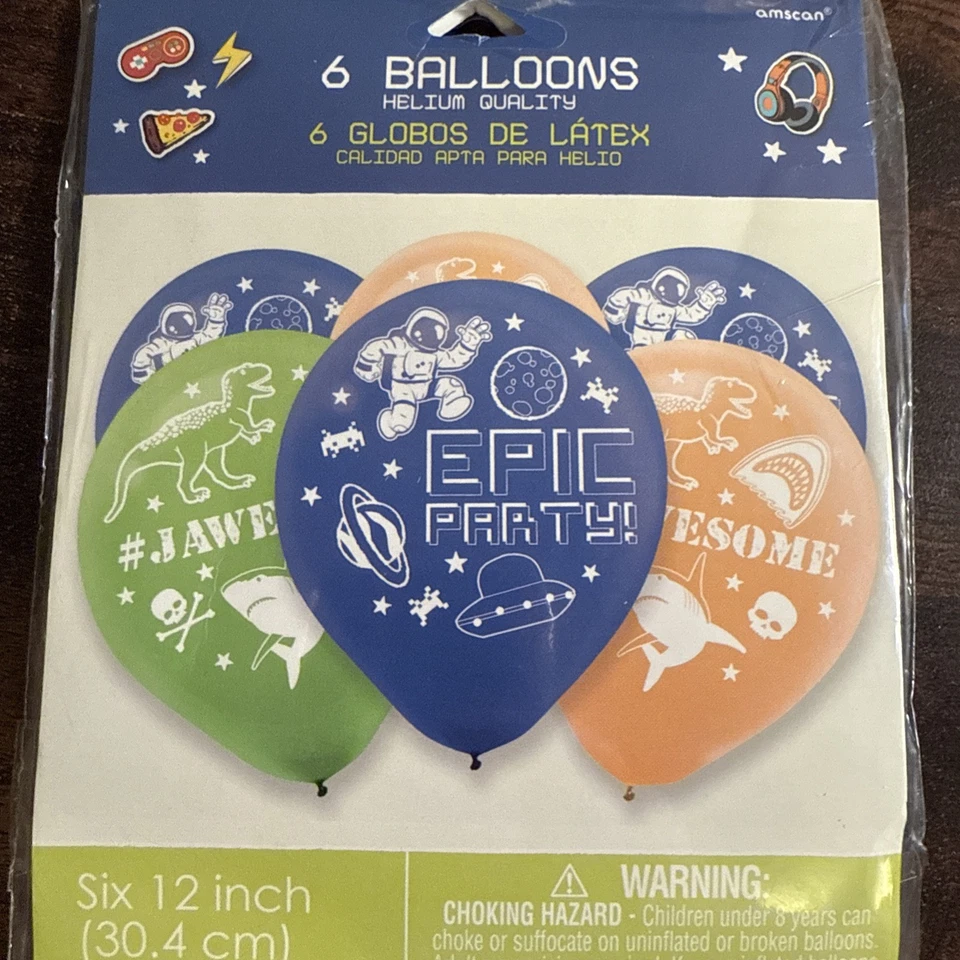 amscan®
6 BALLOONS
HELIUM QUALITY
6 GLOBOS DE LÁTEX
CALIDAD APTA PARA HELIO
EPIC
PARTY!
#JAWE
WESOME
Six 12 inch
(30.4 cm)
WARNING:
CHOKING HAZARD - Children under 8 years can
choke or suffocate on uninflated or broken balloons.